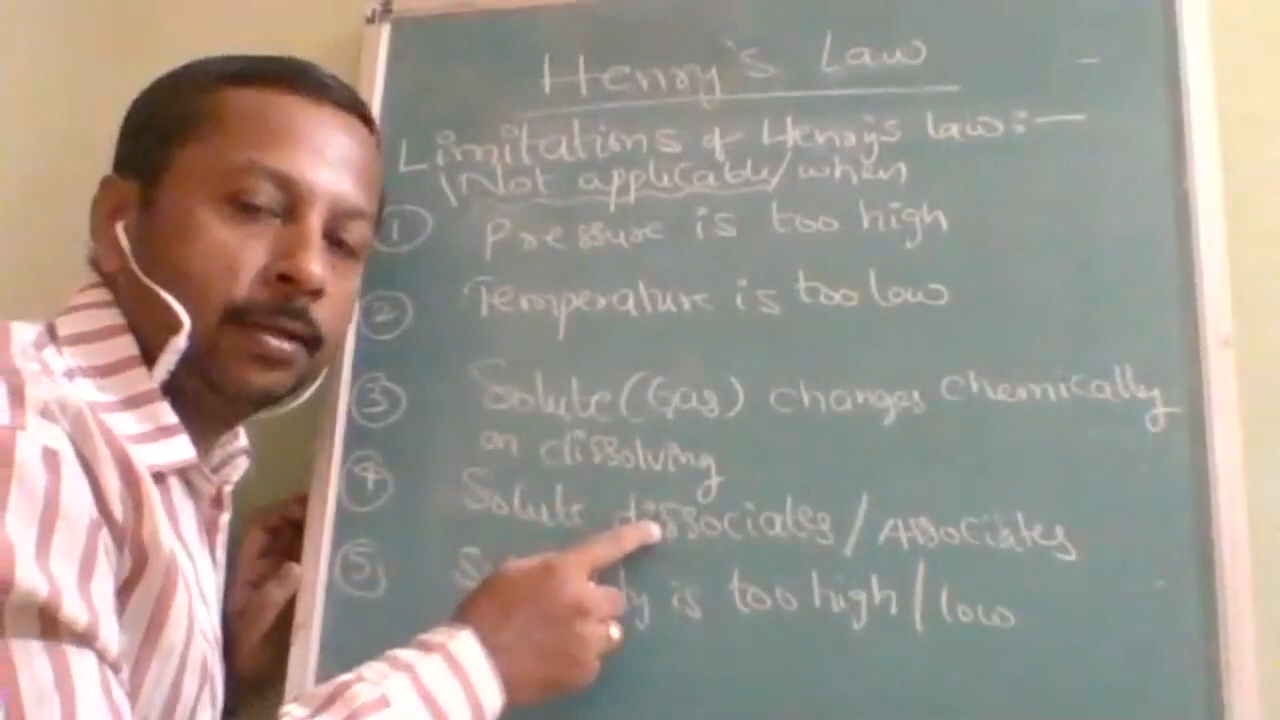 Henry's Law
Limitations of Henry's law:-
(Not applicable) when
① Pressure is too high
② Temperature is too low
③ Solute (Gas) changes chemically
on dissolving
④ Solute dissociates / Associates
⑤ is too high / low